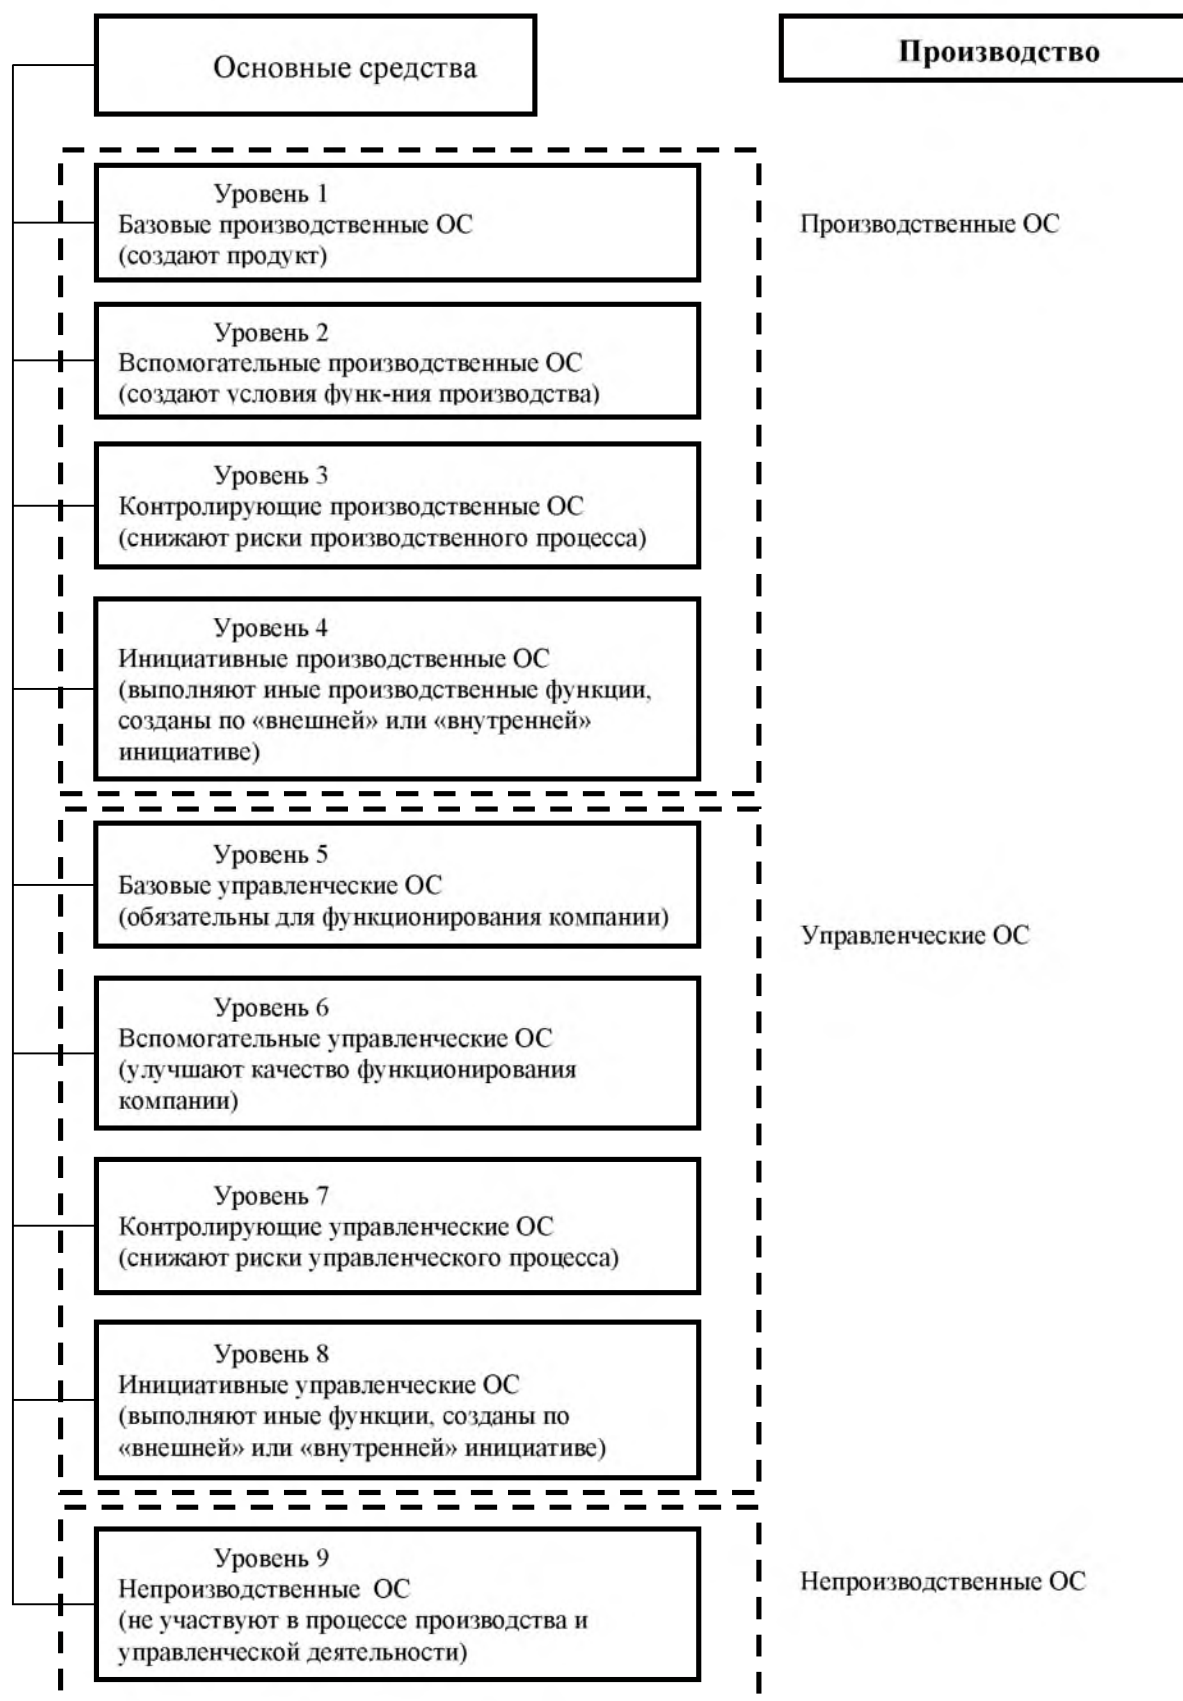 Основные средства
Производство
Уровень 1
Базовые производственные ОС
(создают продукт)
Производственные ОС
Уровень 2
Вспомогательные производственные ОС
(создают условия функ-ния производства)
Уровень 3
Контролирующие производственные ОС
(снижают риски производственного процесса)
Уровень 4
Инициативные производственные ОС
(выполняют иные производственные функции,
созданы по «внешней» или «внутренней»
инициативе)
Уровень 5
Базовые управленческие ОС
(обязательны для функционирования компании)
Управленческие ОС
Уровень 6
Вспомогательные управленческие ОС
(улучшают качество функционирования
компании)
Уровень 7
Контролирующие управленческие ОС
(снижают риски управленческого процесса)
Уровень 8
Инициативные управленческие ОС
(выполняют иные функции, созданы по
«внешней» или «внутренней» инициативе)
Уровень 9
Непроизводственные ОС
(не участвуют в процессе производства и
управленческой деятельности)
Непроизводственные ОС